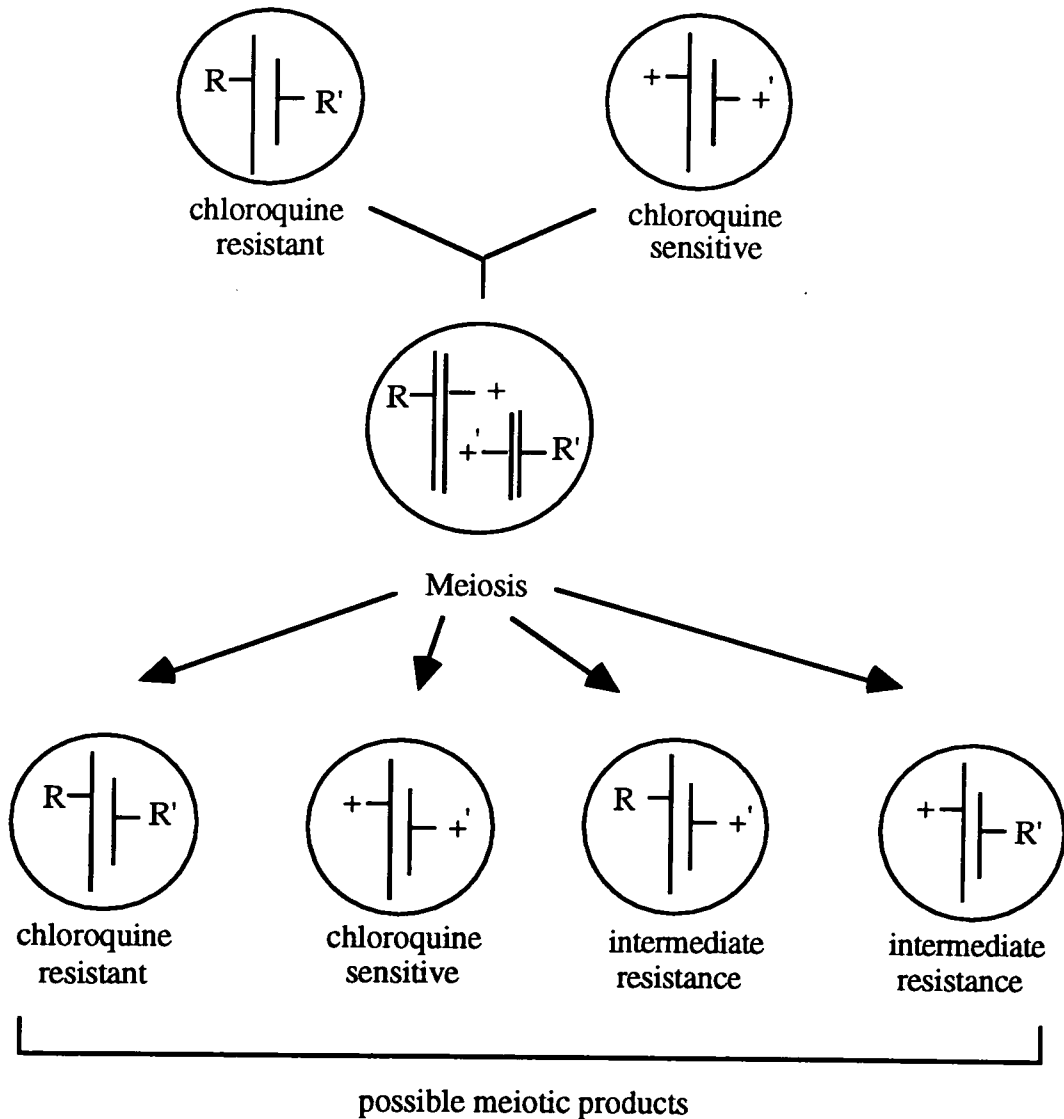 R
R'
+
+'
chloroquine
resistant
chloroquine
sensitive
R
+
+'
R'
Meiosis
R
R'
+
+'
R
+'
+
R'
chloroquine
resistant
chloroquine
sensitive
intermediate
resistance
intermediate
resistance
possible meiotic products